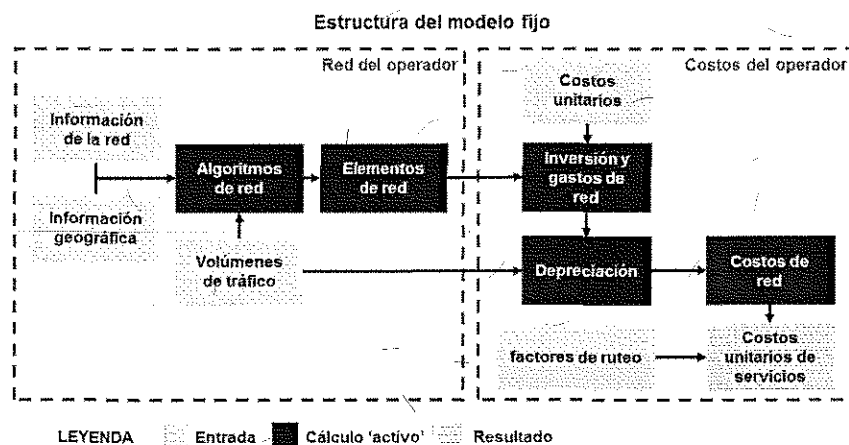 Estructura del modelo fijo
Red del operador
Costos del operador
Información
de la red
Costos
unitarios
Algoritmos
de red
Elementos
de red
Inversión y
gastos de
red
Información
geográfica
Volúmenes
de tráfico
Depreciación
Costos de
red
factores de ruteo
Costos
unitarios de
servicios
LEYENDA Entrada Cálculo 'activo' Resultado